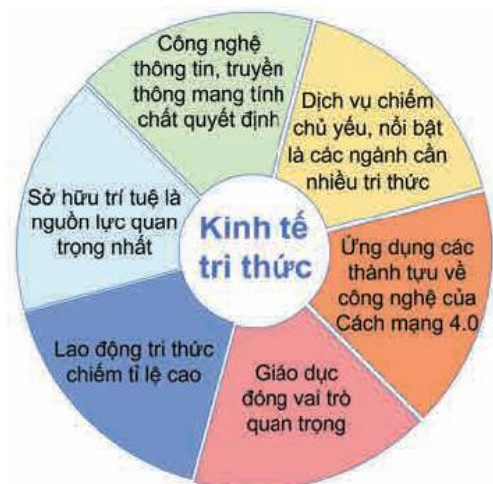 Kinh tế
tri thức
Công nghệ
thông tin, truyền
thông mang tính
chất quyết định
Dịch vụ chiếm
chủ yếu, nổi bật
là các ngành cần
nhiều tri thức
Ứng dụng các
thành tựu về
công nghệ của
Cách mạng 4.0
Giáo dục
đóng vai trò
quan trọng
Lao động tri thức
chiếm tỉ lệ cao
Sở hữu trí tuệ là
nguồn lực quan
trọng nhất